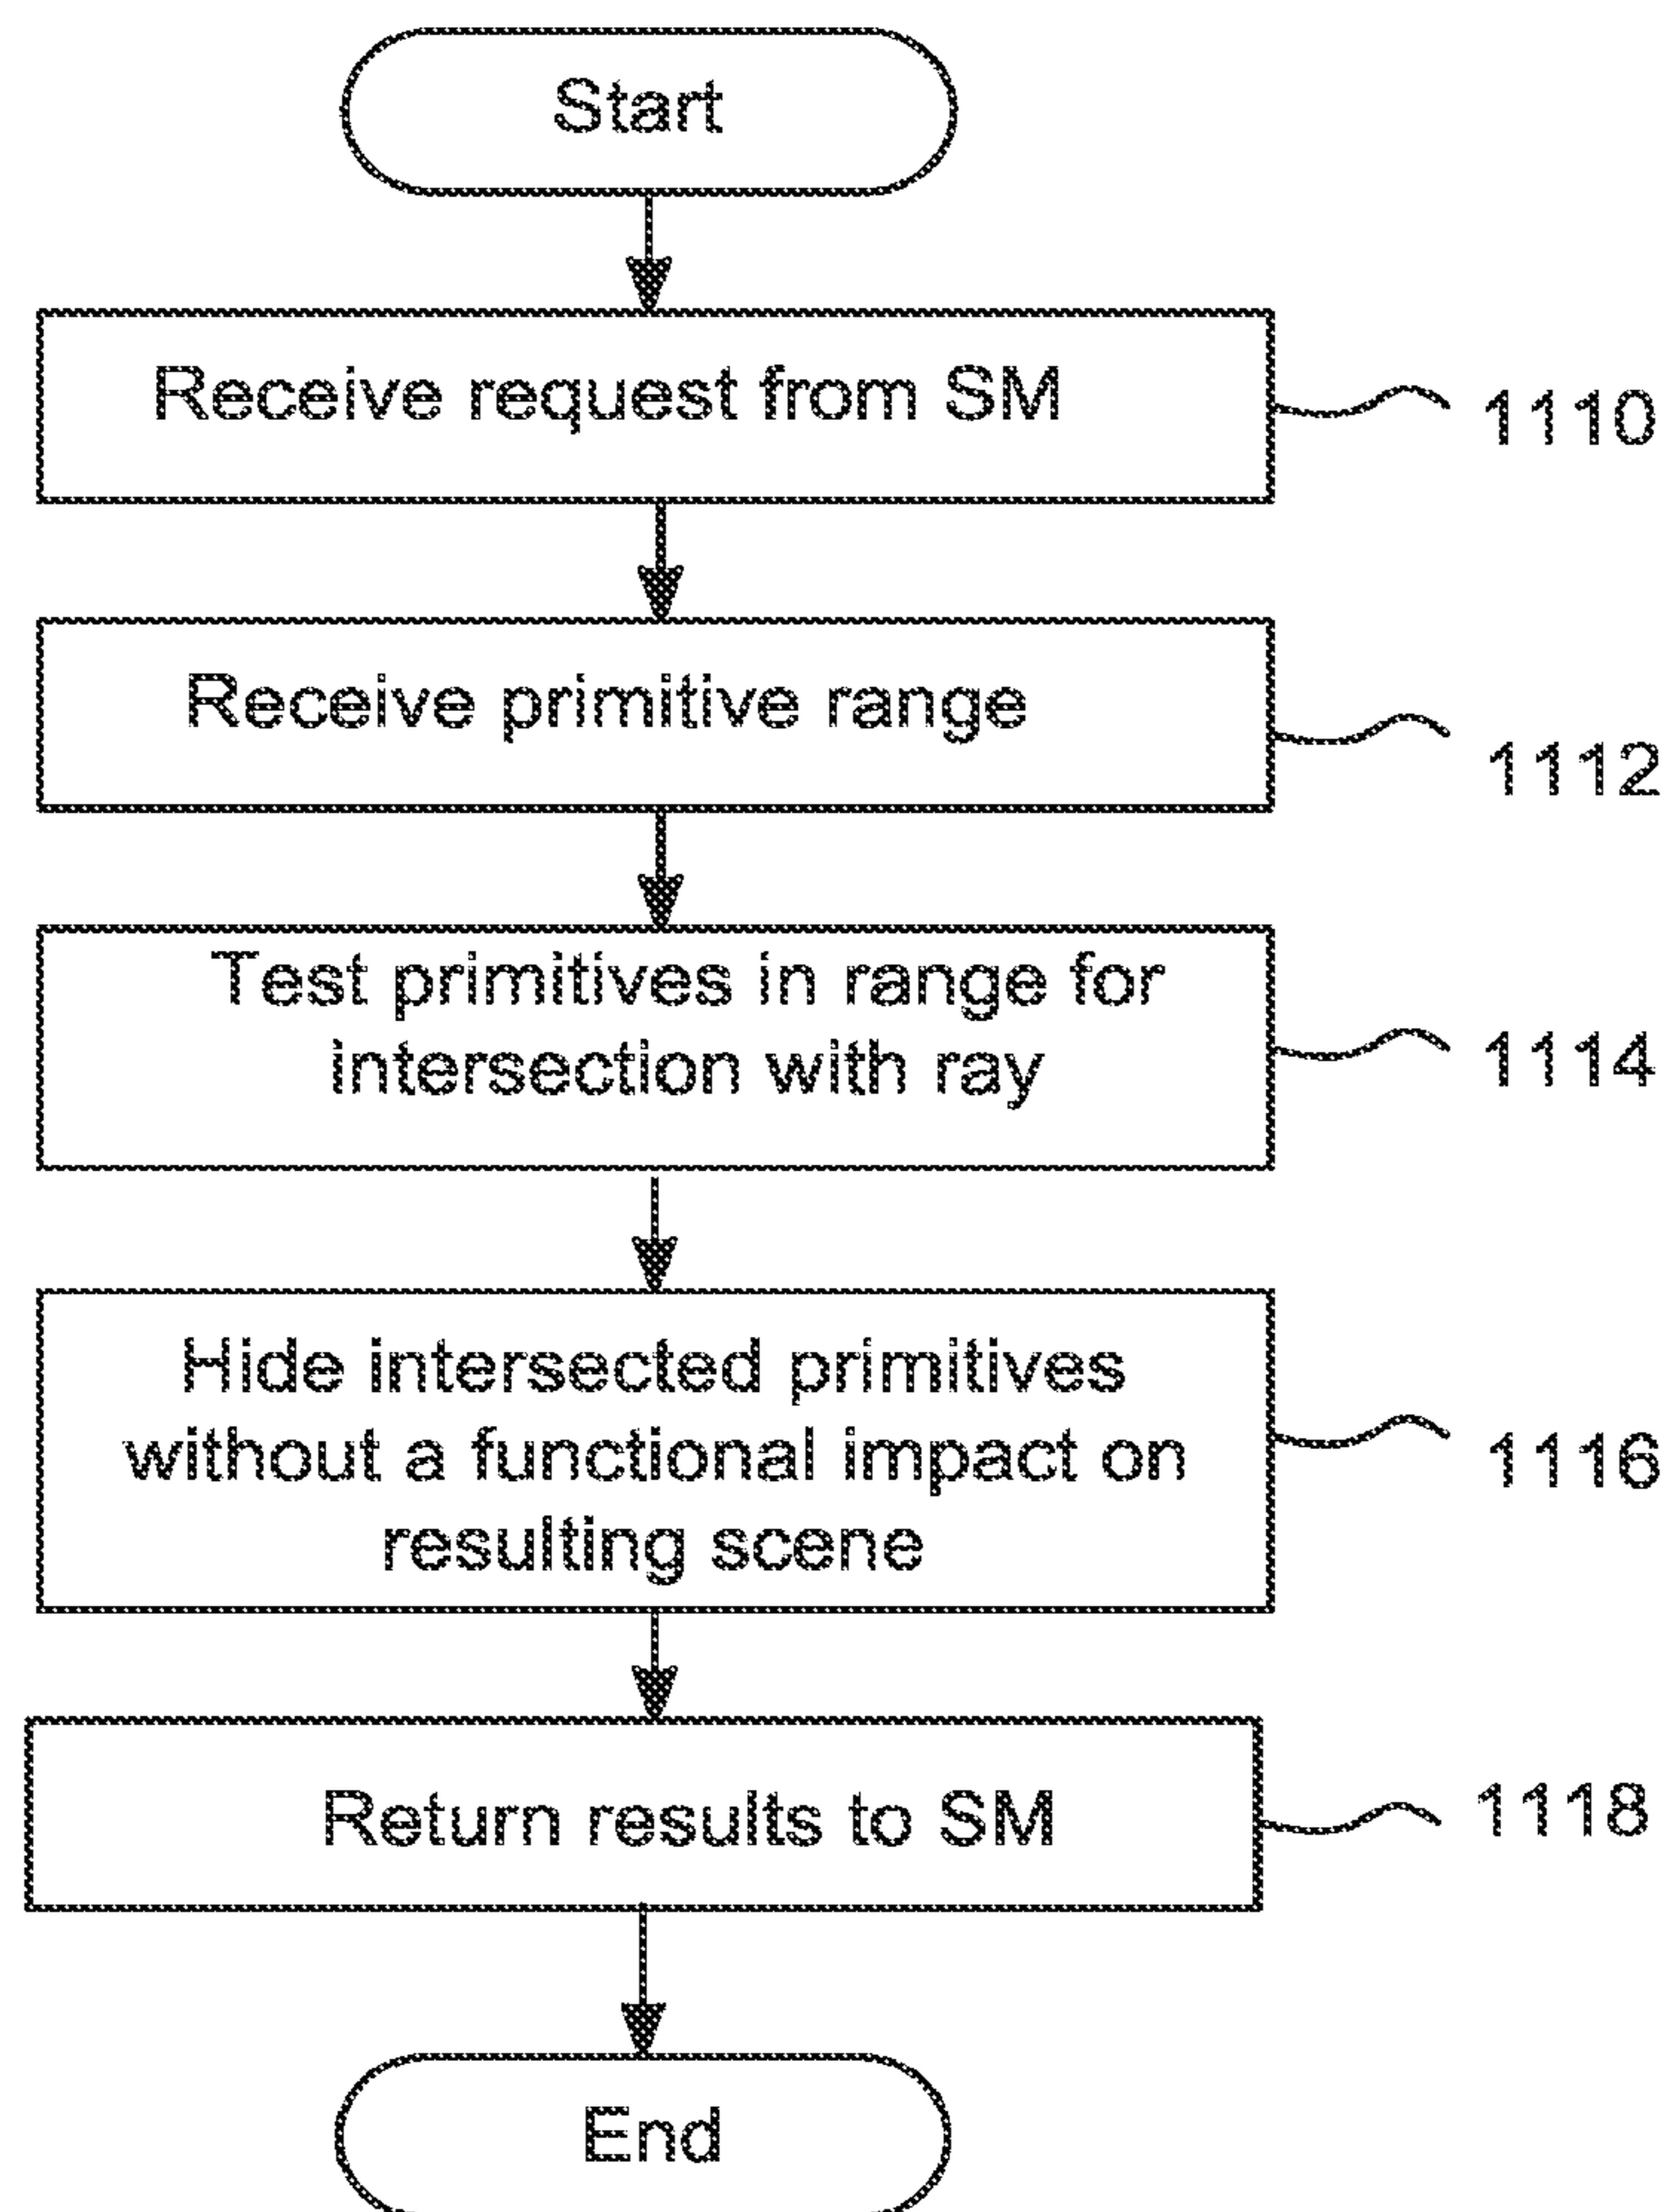 Start
Receive request from SM
1110
Receive primitive range
1112
Test primitives in range for
intersection with ray
1114
Hide intersected primitives
without a functional impact on
resulting scene
1116
Return results to SM
1118
End